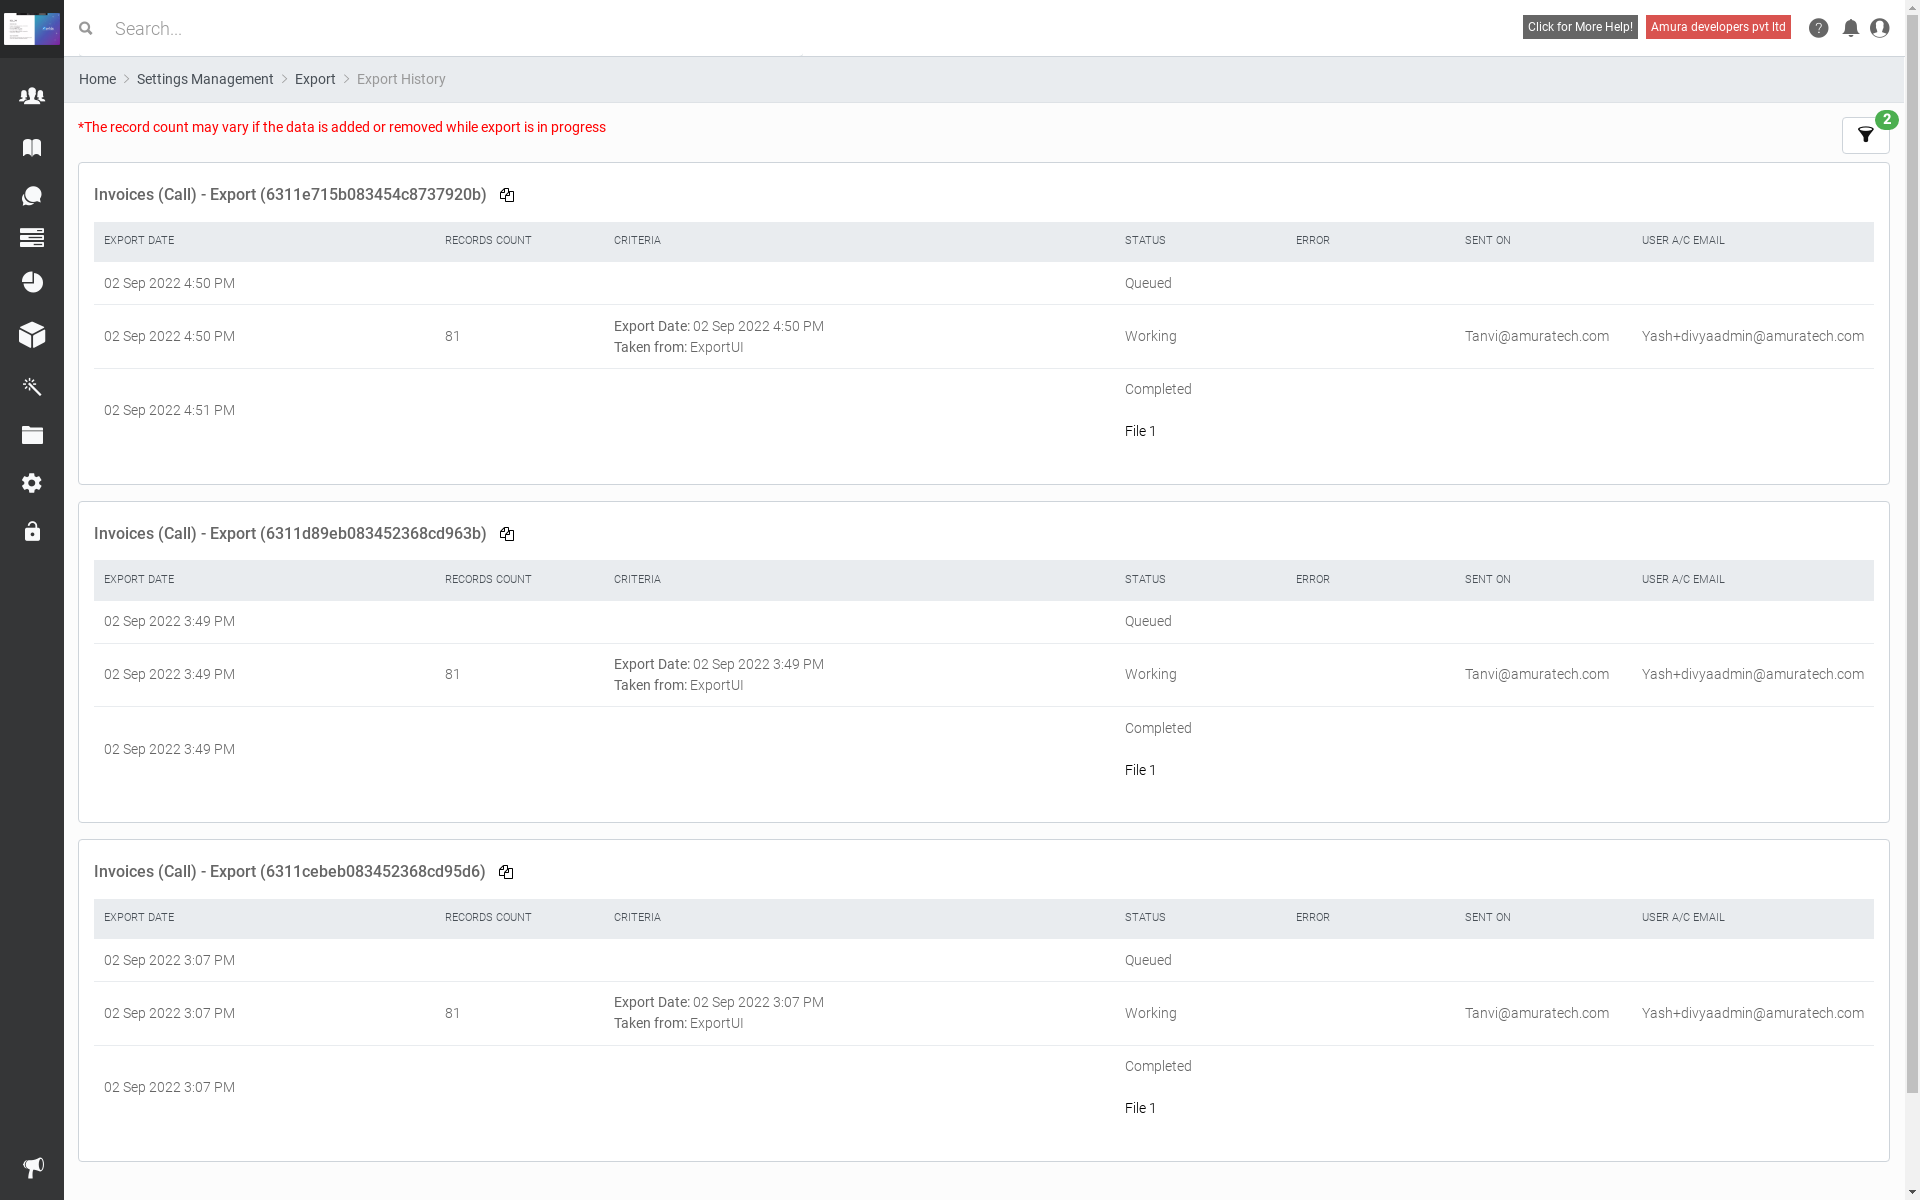 Search...
Click for More Help!
Amura developers pvt ltd
Home > Settings Management > Export > Export History
*The record count may vary if the data is added or removed while export is in progress
2
Invoices (Call) - Export (6311e715b083454c8737920b)
EXPORT DATE RECORDS COUNT CRITERIA STATUS ERROR SENT ON USER A/C EMAIL
02 Sep 2022 4:50 PM Queued
02 Sep 2022 4:50 PM 81 Export Date: 02 Sep 2022 4:50 PM Working Tanvi@amuratech.com Yash+divyaadmin@amuratech.com
Taken from: ExportUI
Completed
02 Sep 2022 4:51 PM
File 1
Invoices (Call) - Export (6311d89eb083452368cd963b)
EXPORT DATE RECORDS COUNT CRITERIA STATUS ERROR SENT ON USER A/C EMAIL
02 Sep 2022 3:49 PM Queued
02 Sep 2022 3:49 PM 81 Export Date: 02 Sep 2022 3:49 PM Working Tanvi@amuratech.com Yash+divyaadmin@amuratech.com
Taken from: ExportUI
Completed
02 Sep 2022 3:49 PM
File 1
Invoices (Call) - Export (6311cebeb083452368cd95d6)
EXPORT DATE RECORDS COUNT CRITERIA STATUS ERROR SENT ON USER A/C EMAIL
02 Sep 2022 3:07 PM Queued
02 Sep 2022 3:07 PM 81 Export Date: 02 Sep 2022 3:07 PM Working Tanvi@amuratech.com Yash+divyaadmin@amuratech.com
Taken from: ExportUI
Completed
02 Sep 2022 3:07 PM
File 1